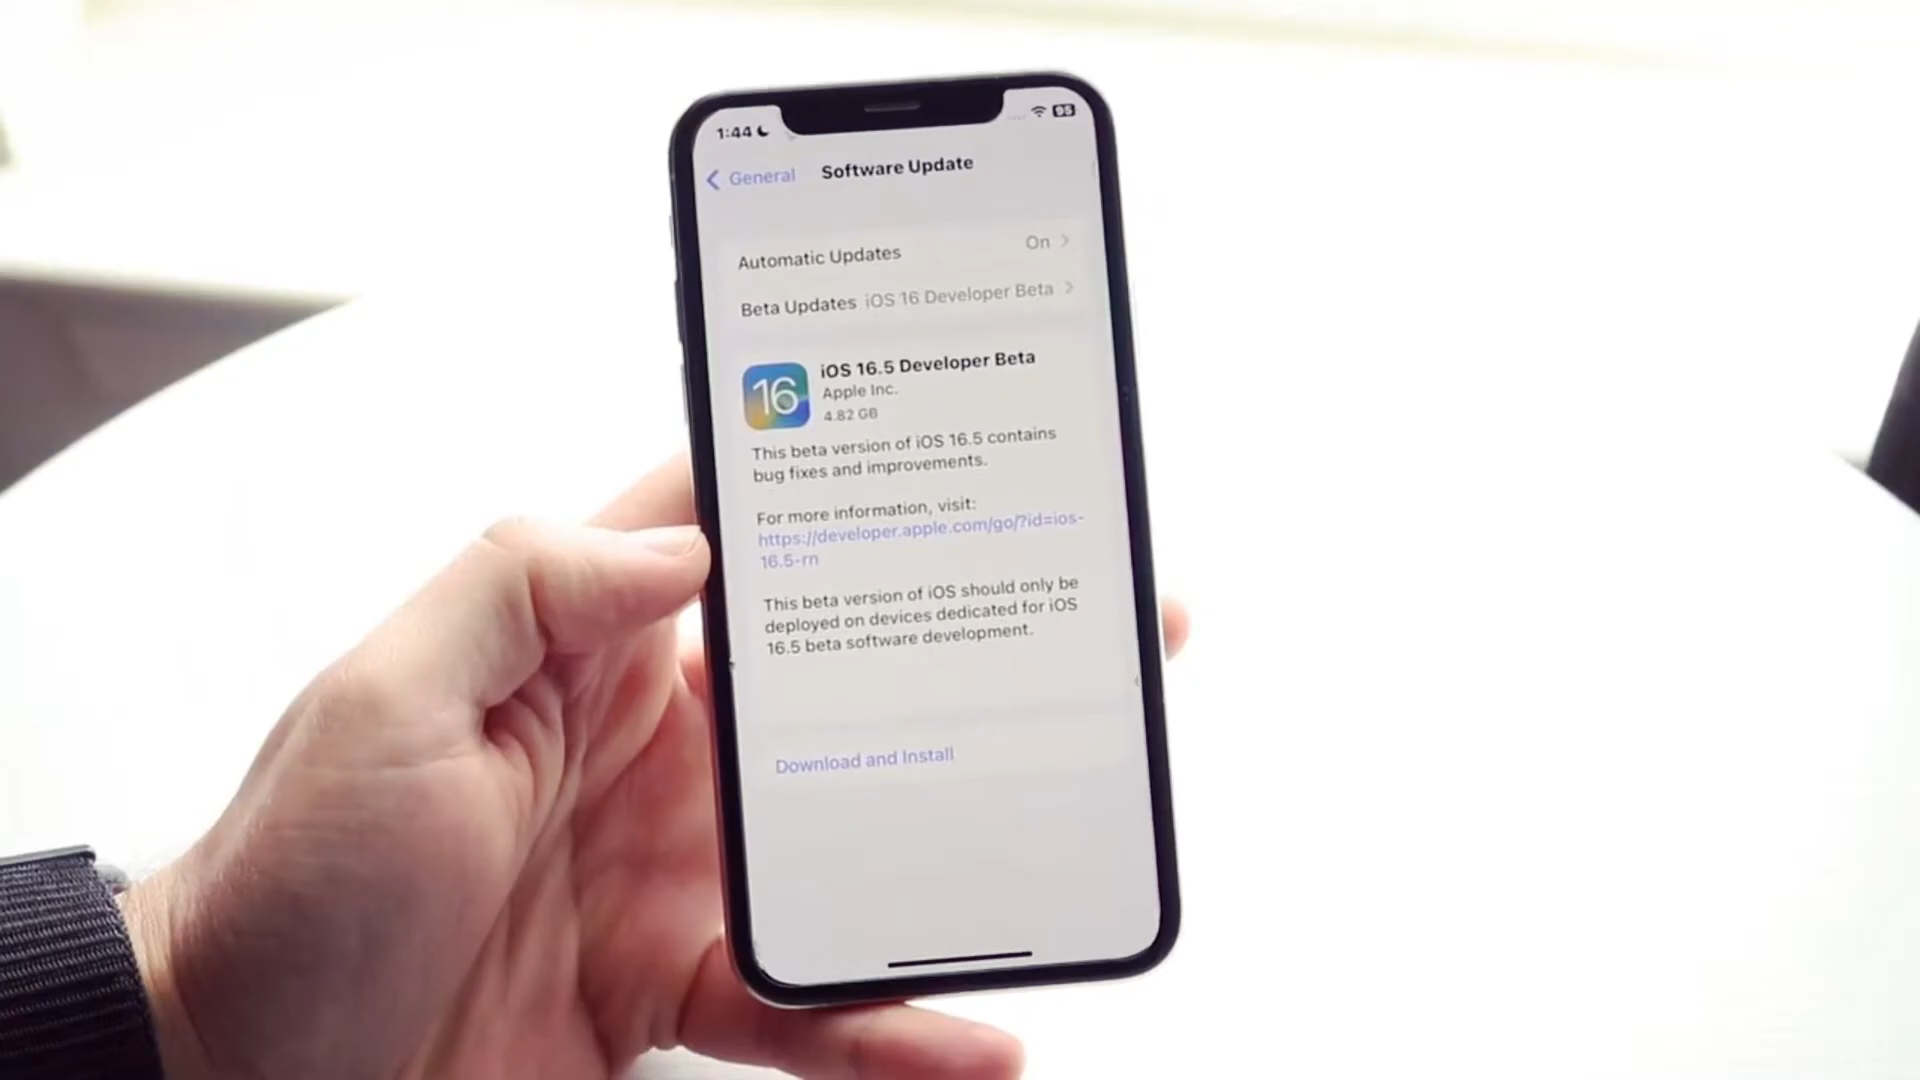 1:44
95
General
Software Update
Automatic Updates On
Beta Updates iOS 16 Developer Beta
16
iOS 16.5 Developer Beta
Apple Inc.
4.82 GB
This beta version of iOS 16.5 contains
bug fixes and improvements.
For more information, visit:
https://developer.apple.com/go/?id=ios-
16.5-rn
This beta version of iOS should only be
deployed on devices dedicated for iOS
16.5 beta software development.
Download and Install